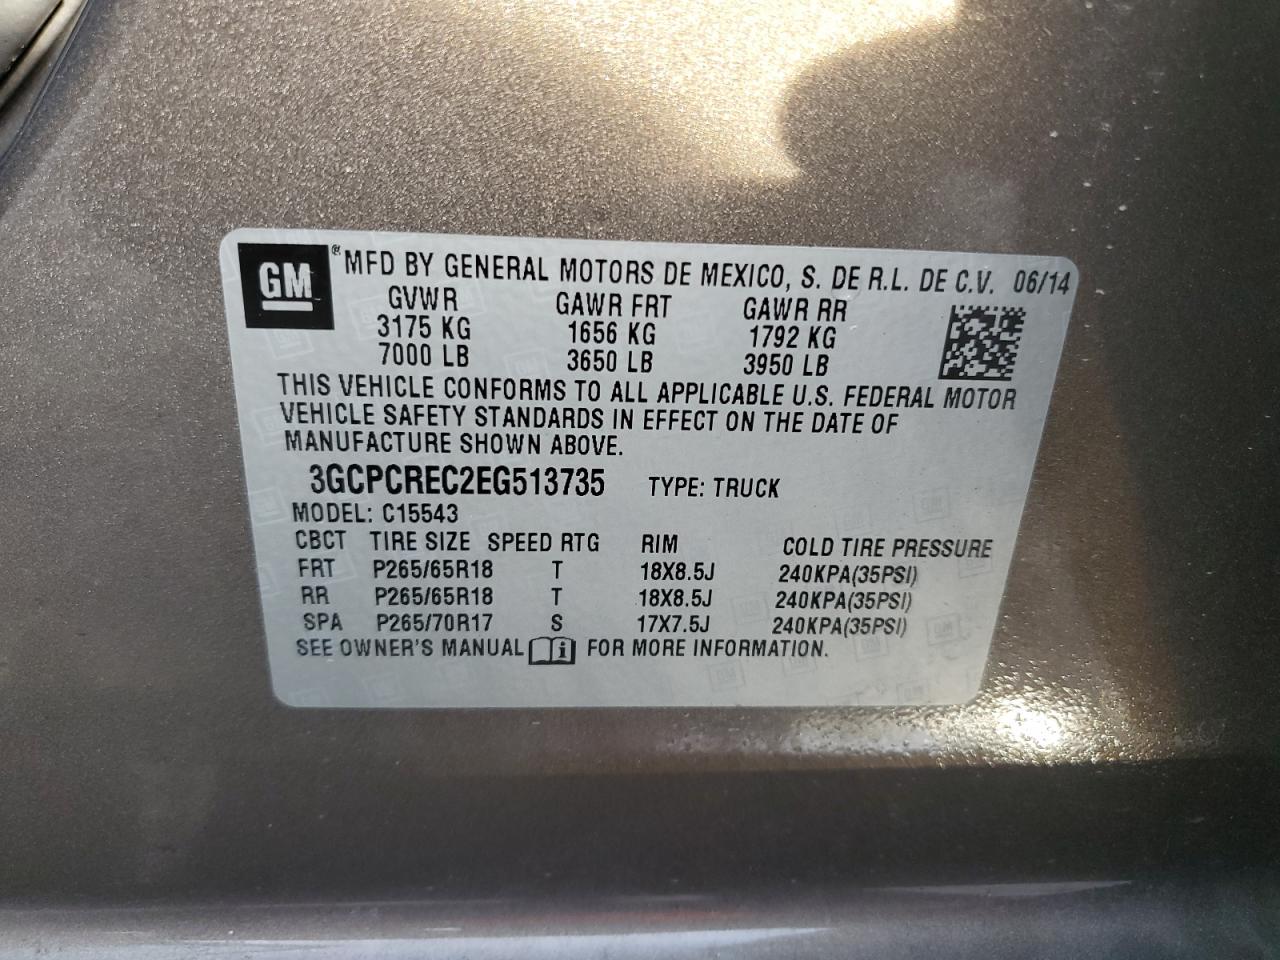 GM® MFD BY GENERAL MOTORS DE MEXICO, S. DE R.L. DE C.V. 06/14
GVWR GAWR FRT GAWR RR
3175 KG 1656 KG 1792 KG
7000 LB 3650 LB 3950 LB
THIS VEHICLE CONFORMS TO ALL APPLICABLE U.S. FEDERAL MOTOR
VEHICLE SAFETY STANDARDS IN EFFECT ON THE DATE OF
MANUFACTURE SHOWN ABOVE.
3GCPCREC2EG513735 TYPE: TRUCK
MODEL: C15543
CBCT TIRE SIZE SPEED RTG RIM COLD TIRE PRESSURE
FRT P265/65R18 T 18X8.5J 240KPA(35PSI)
RR P265/65R18 T 18X8.5J 240KPA(35PSI)
SPA P265/70R17 S 17X7.5J 240KPA(35PSI)
SEE OWNER'S MANUAL i FOR MORE INFORMATION.